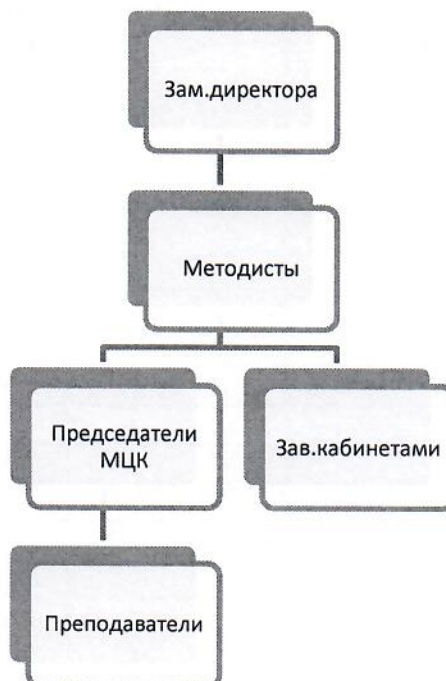 Зам.директора
Методисты
Председатели
МЦК
Зав.кабинетами
Преподаватели